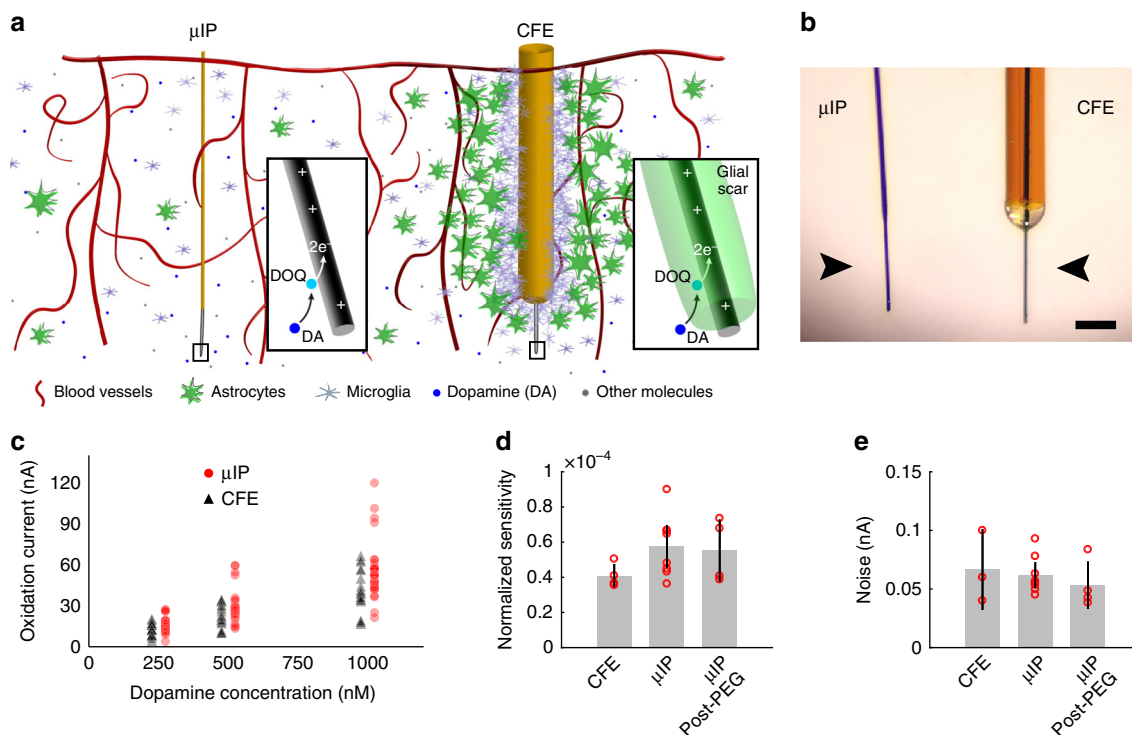 a
μIP
CFE
Glial
scar
+
+
2e⁻
DOQ
+
DA
+
+
2e⁻
DOQ
+
DA
Blood vessels
Astrocytes
Microglia
Dopamine (DA)
Other molecules
b
μIP
CFE
c
Oxidation current (nA)
120
90
60
30
0
μIP
CFE
0
250
500
750
1000
Dopamine concentration (nM)
d
×10⁻⁴
Normalized sensitivity
1
0.8
0.6
0.4
0.2
0
CFE
μIP
μIP
Post-PEG
e
Noise (nA)
0.15
0.1
0.05
0
CFE
μIP
μIP
Post-PEG